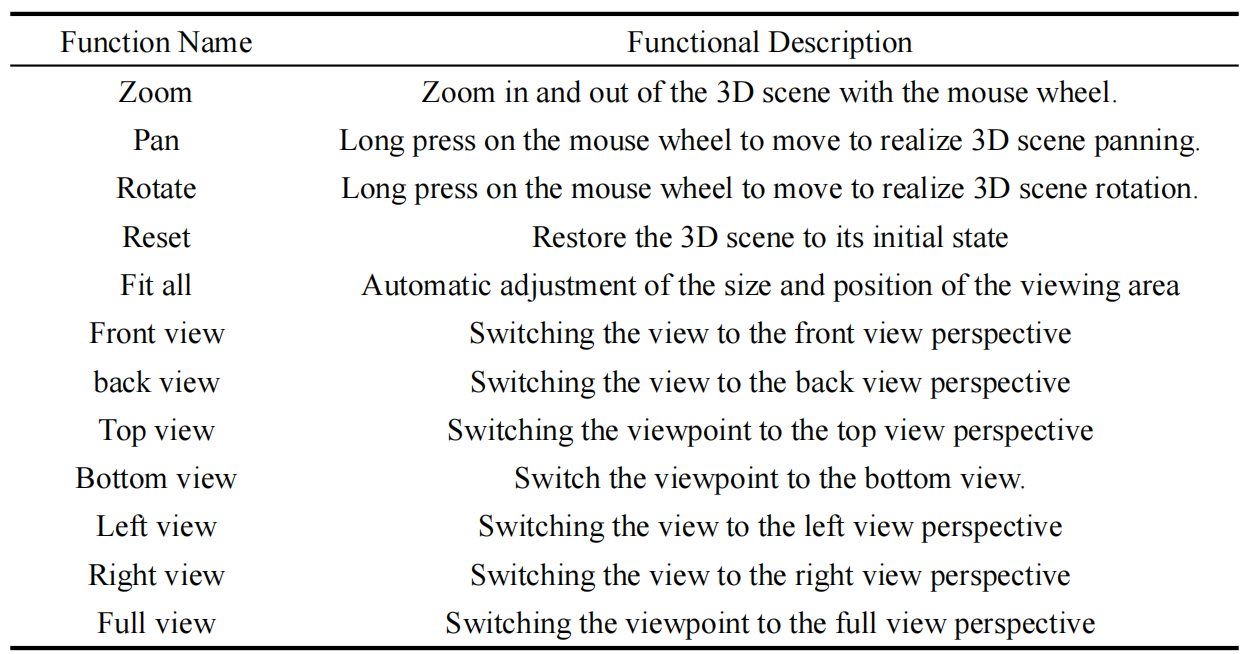 Function Name Functional Description
Zoom Zoom in and out of the 3D scene with the mouse wheel.
Pan Long press on the mouse wheel to move to realize 3D scene panning.
Rotate Long press on the mouse wheel to move to realize 3D scene rotation.
Reset Restore the 3D scene to its initial state
Fit all Automatic adjustment of the size and position of the viewing area
Front view Switching the view to the front view perspective
back view Switching the view to the back view perspective
Top view Switching the viewpoint to the top view perspective
Bottom view Switch the viewpoint to the bottom view.
Left view Switching the view to the left view perspective
Right view Switching the view to the right view perspective
Full view Switching the viewpoint to the full view perspective